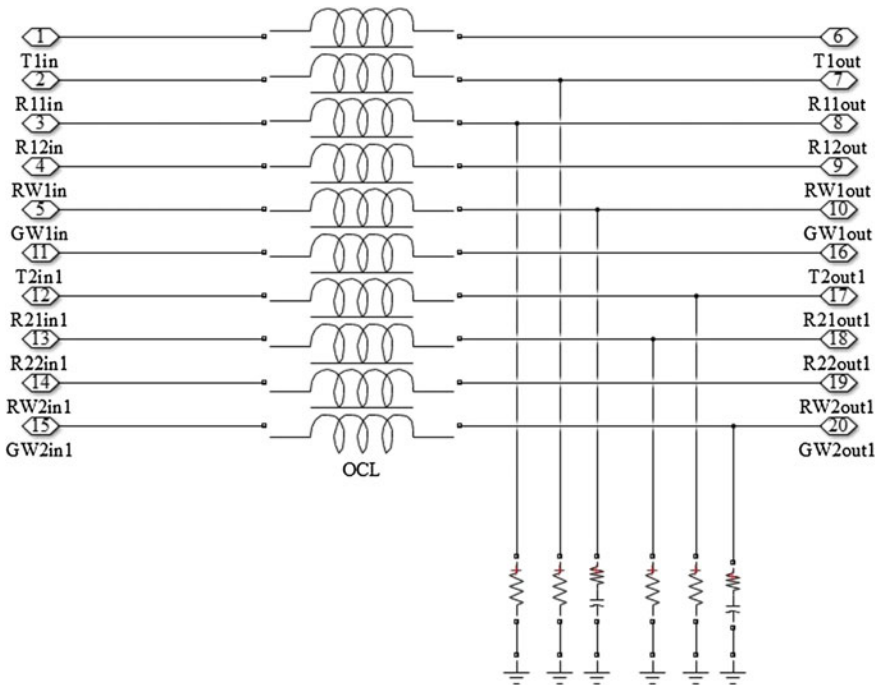 1 6
T1in T1out
2 7
R11in R11out
3 8
R12in R12out
4 9
RW1in RW1out
5 10
GW1in GW1out
11 16
T2in1 T2out1
12 17
R21in1 R21out1
13 18
R22in1 R22out1
14 19
RW2in1 RW2out1
15 20
GW2in1 GW2out1
OCL